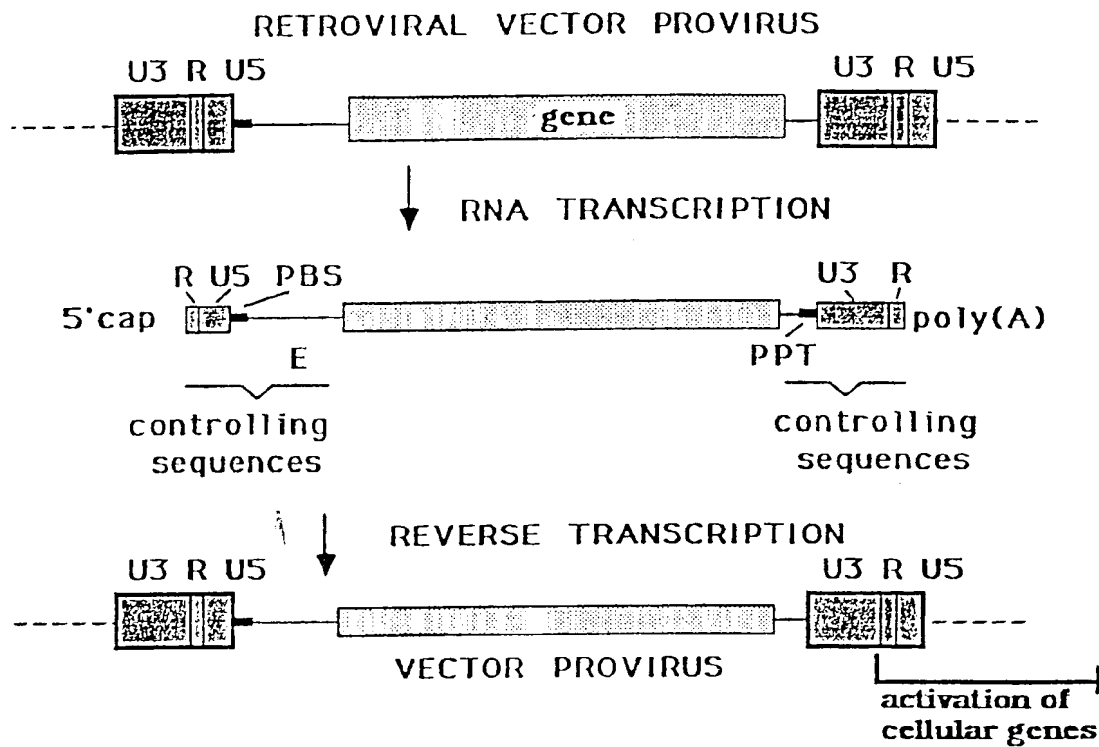 RETROVIRAL VECTOR PROVIRUS
U3 R U5
U3 R U5
gene
RNA TRANSCRIPTION
R U5 PBS
U3 R
5'cap
poly(A)
E
PPT
controlling
sequences
controlling
sequences
REVERSE TRANSCRIPTION
U3 R U5
U3 R U5
VECTOR PROVIRUS
activation of
cellular genes